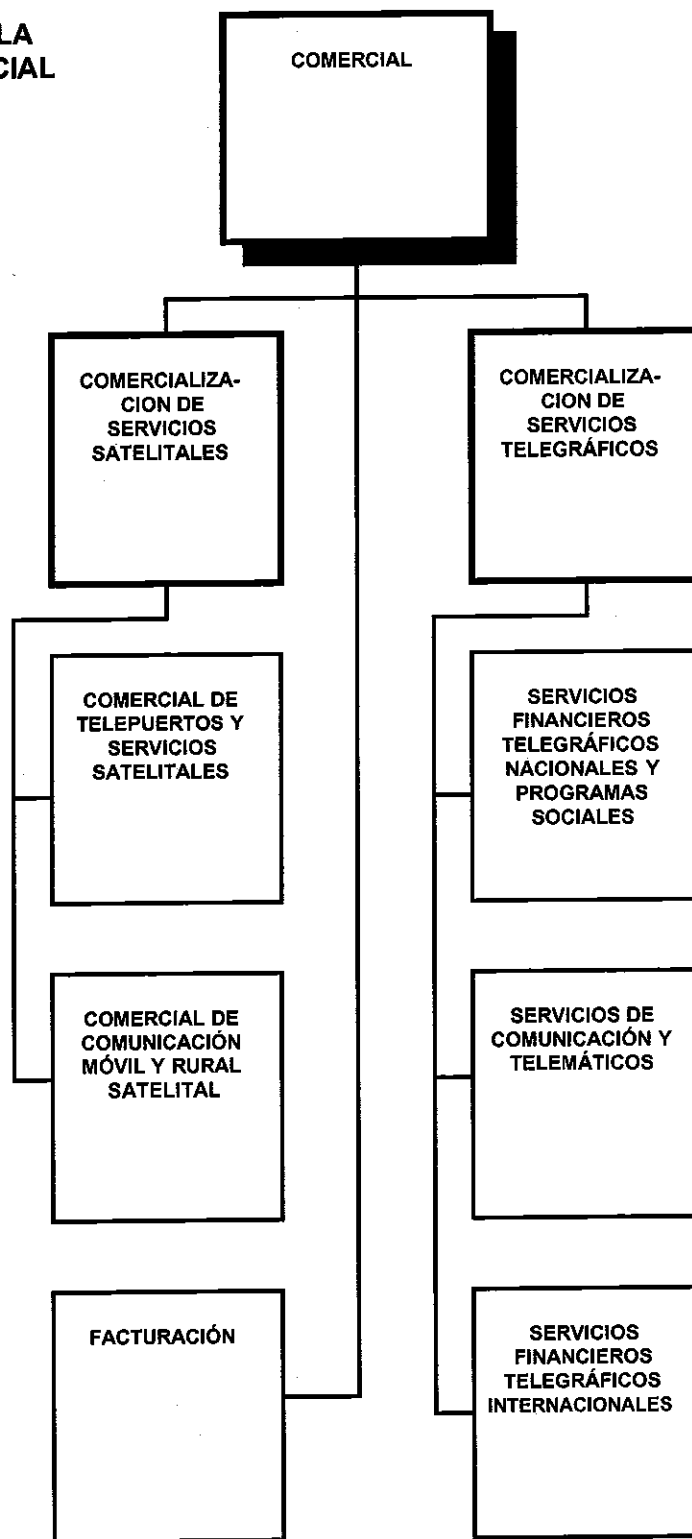 LA
CIAL
COMERCIAL
COMERCIALIZA-
CION DE
SERVICIOS
SATELITALES
COMERCIALIZA-
CION DE
SERVICIOS
TELEGRÁFICOS
COMERCIAL DE
TELEPUERTOS Y
SERVICIOS
SATELITALES
SERVICIOS
FINANCIEROS
TELEGRÁFICOS
NACIONALES Y
PROGRAMAS
SOCIALES
COMERCIAL DE
COMUNICACIÓN
MÓVIL Y RURAL
SATELITAL
SERVICIOS DE
COMUNICACIÓN Y
TELEMÁTICOS
FACTURACIÓN
SERVICIOS
FINANCIEROS
TELEGRÁFICOS
INTERNACIONALES